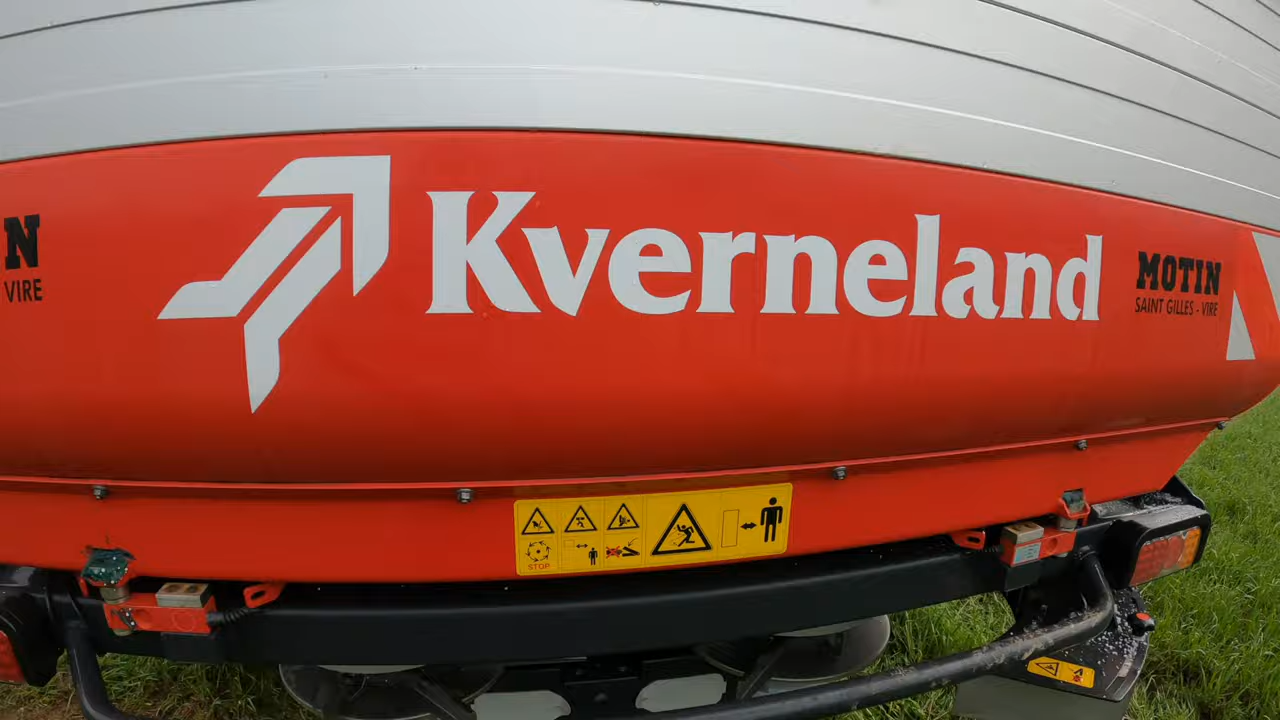 N
VIRE
Kverneland
MOTIN
SAINT GILLES - VIRE
STOP